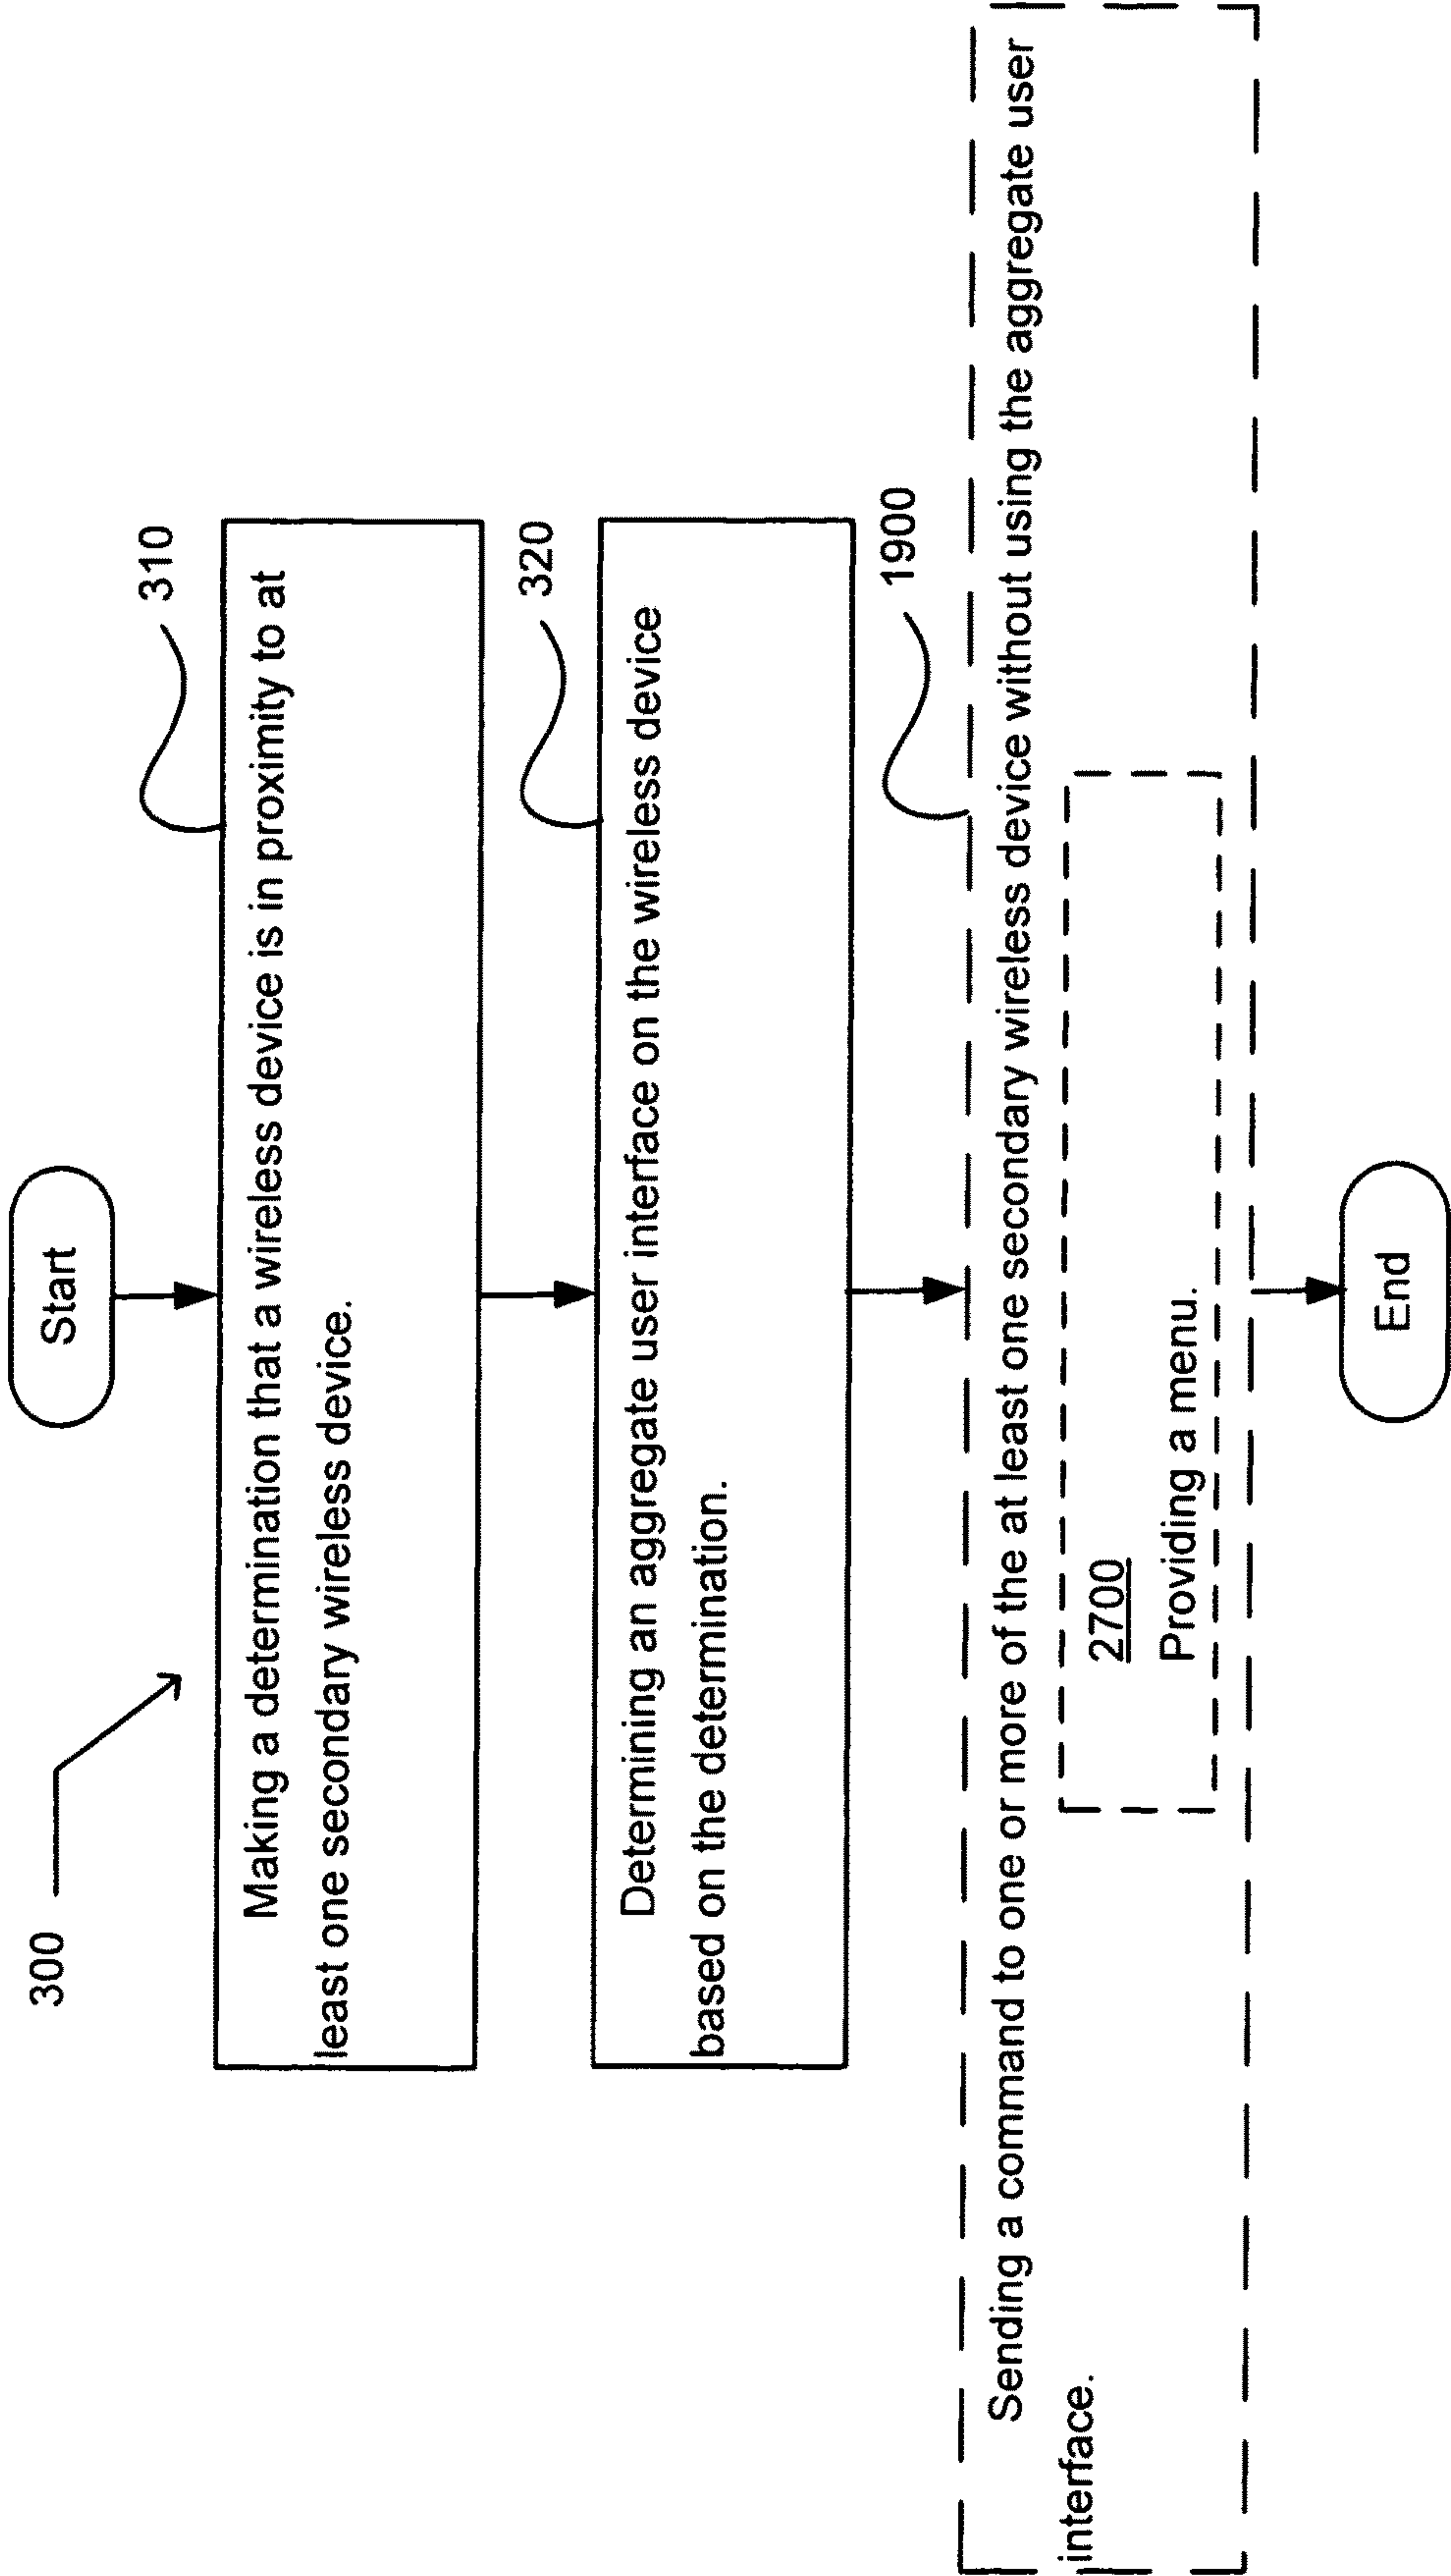 300
Start
310
Making a determination that a wireless device is in proximity to at
least one secondary wireless device.
320
Determining an aggregate user interface on the wireless device
based on the determination.
1900
Sending a command to one or more of the at least one secondary wireless device without using the aggregate user
interface.
2700
Providing a menu.
End